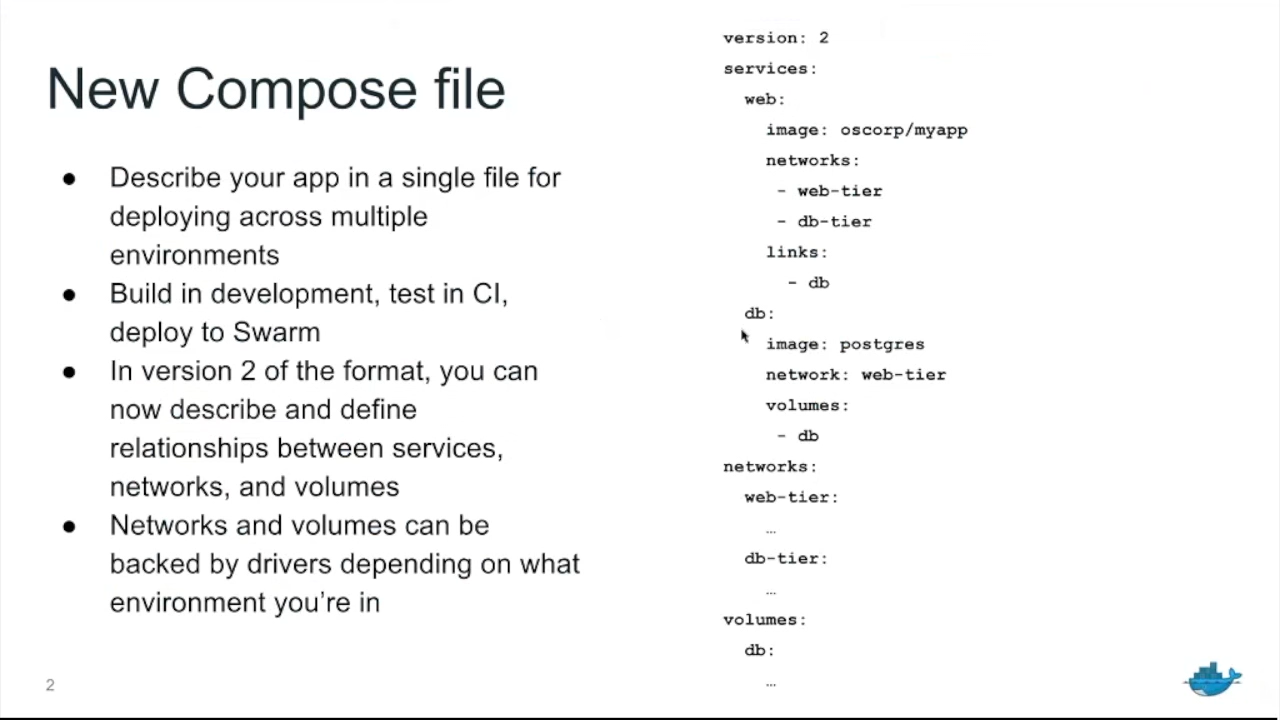 New Compose file
● Describe your app in a single file for
deploying across multiple
environments
● Build in development, test in CI,
deploy to Swarm
● In version 2 of the format, you can
now describe and define
relationships between services,
networks, and volumes
● Networks and volumes can be
backed by drivers depending on what
environment you’re in
version: 2
services:
  web:
    image: oscorp/myapp
    networks:
     - web-tier
     - db-tier
    links:
      - db
  db:
    image: postgres
    network: web-tier
    volumes:
     - db
networks:
  web-tier:
    …
  db-tier:
    …
volumes:
  db:
    …
2